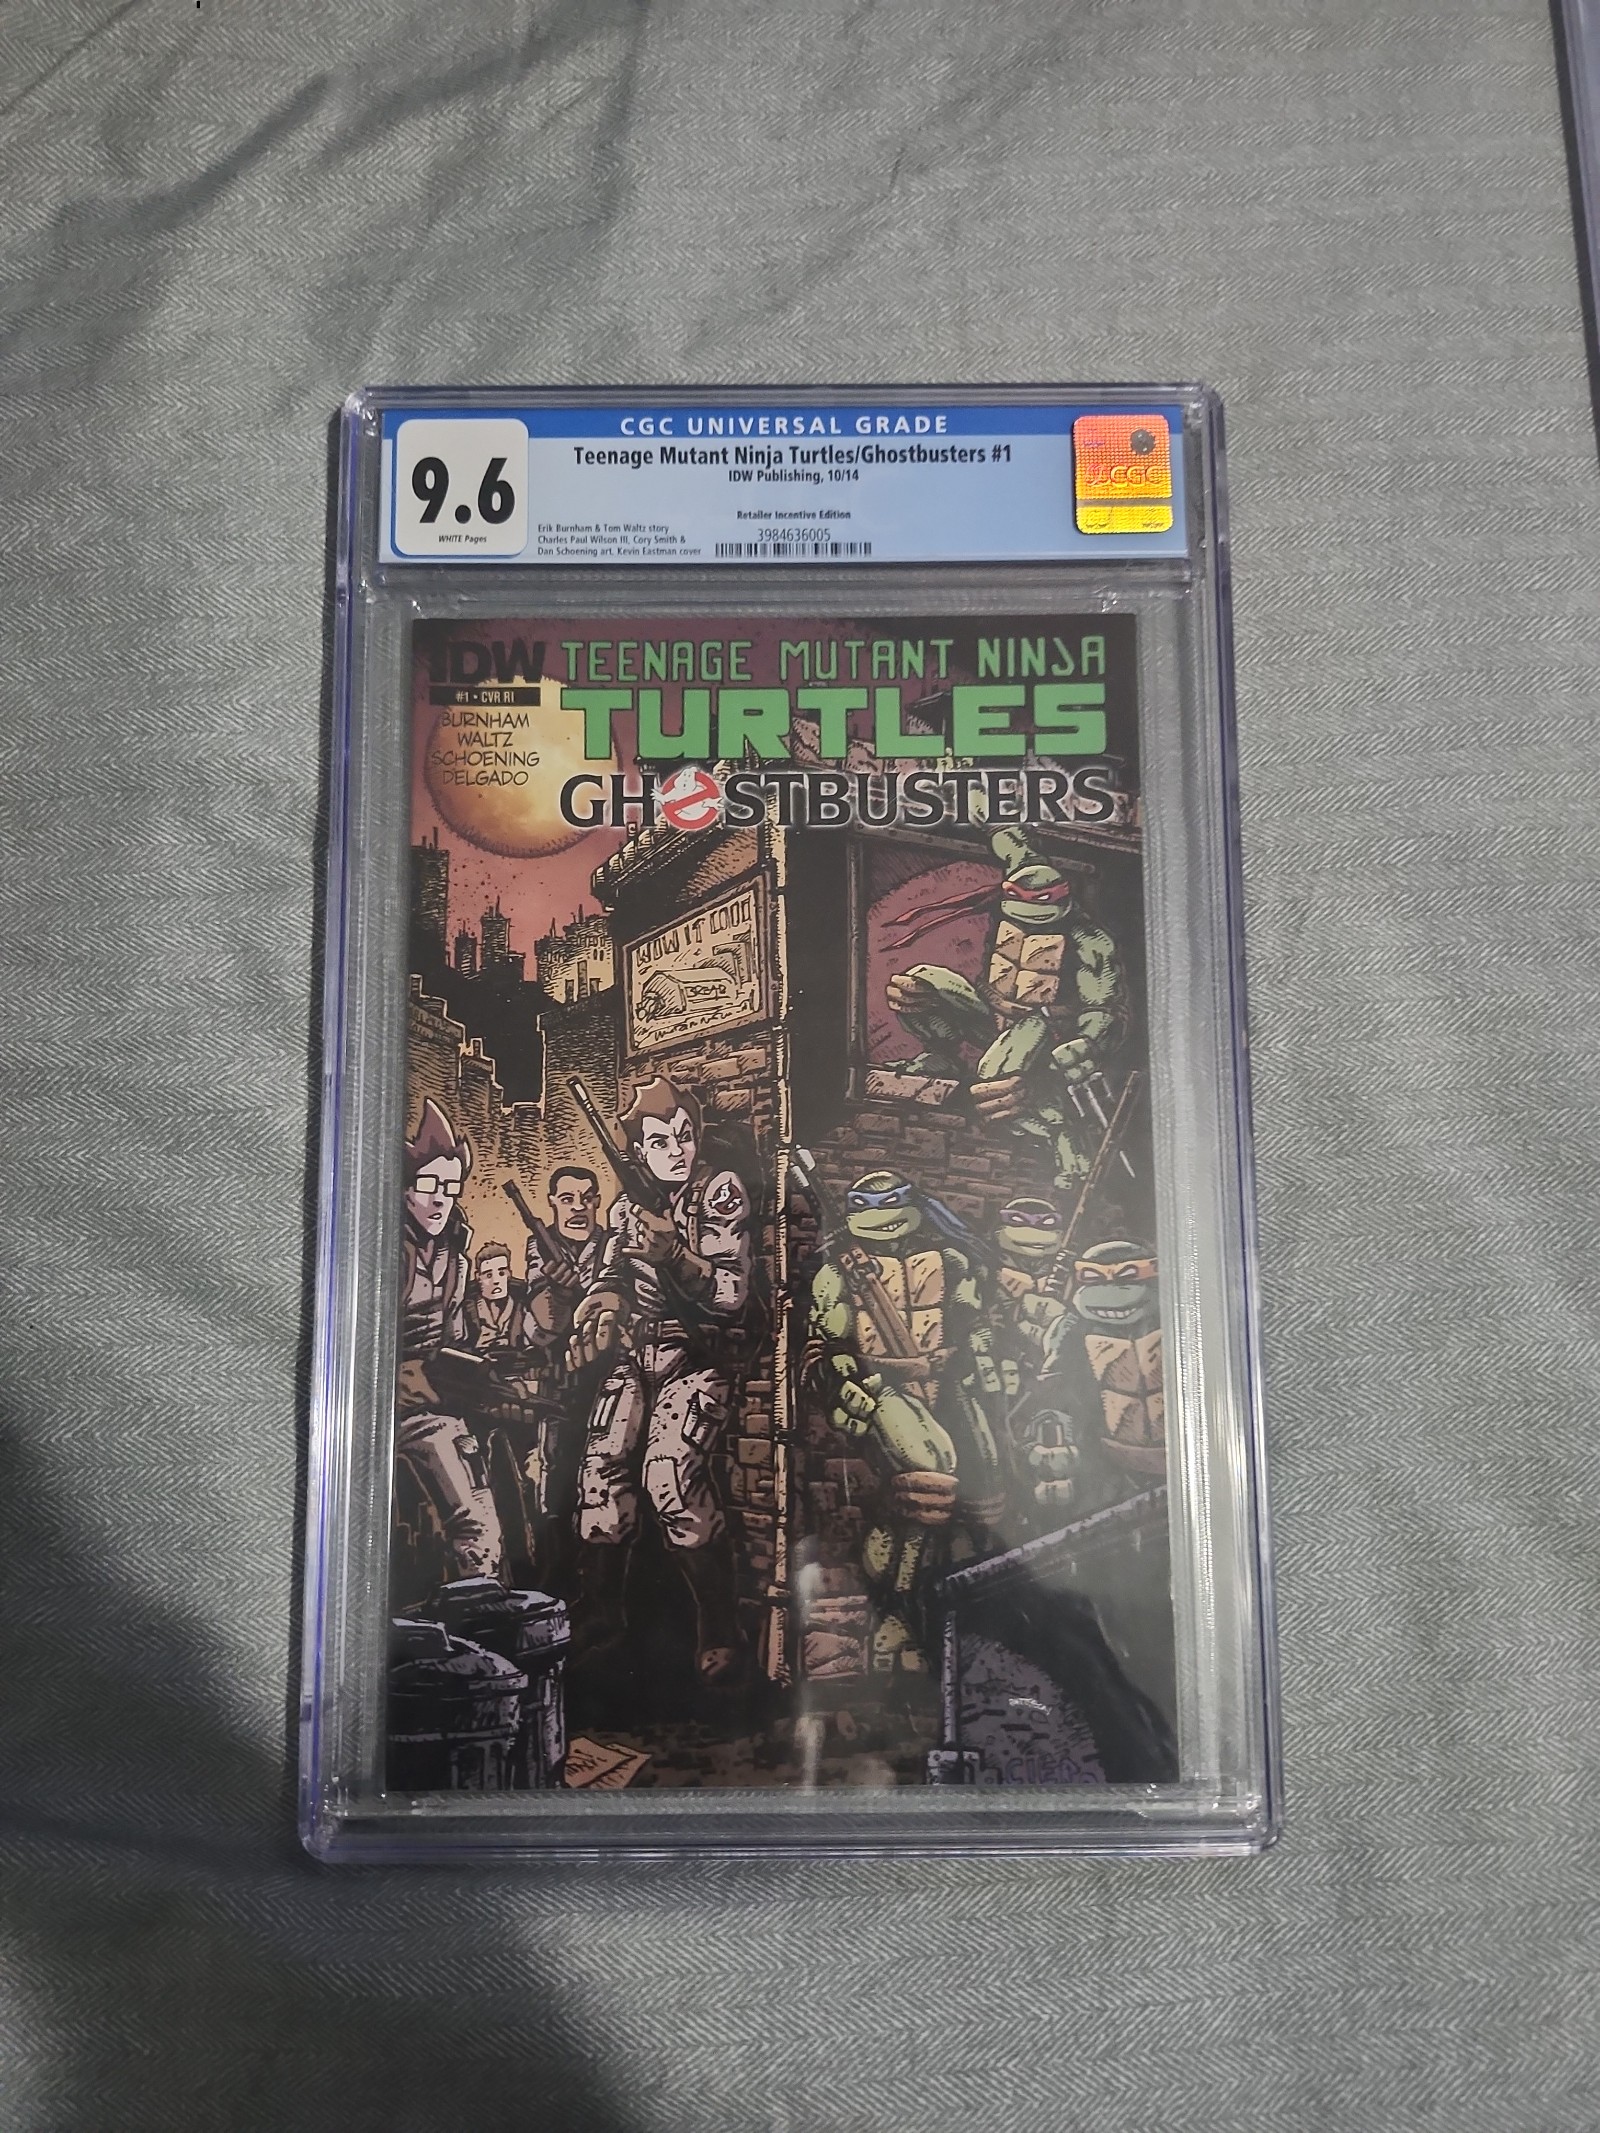 CGC UNIVERSAL GRADE
9.6
WHITE Pages
Teenage Mutant Ninja Turtles/Ghostbusters #1
IDW Publishing, 10/14
Retailer Incentive Edition
Erik Burnham & Tom Waltz story
Charles Paul Wilson III, Cory Smith &
Dan Schoening art, Kevin Eastman cover
3984636005
CGC
IDW
#1 • CVR RI
BURNHAM
WALTZ
SCHOENING
DELGADO
TEENAGE MUTANT NINJA
TURTLES
GHOSTBUSTERS
BREAD